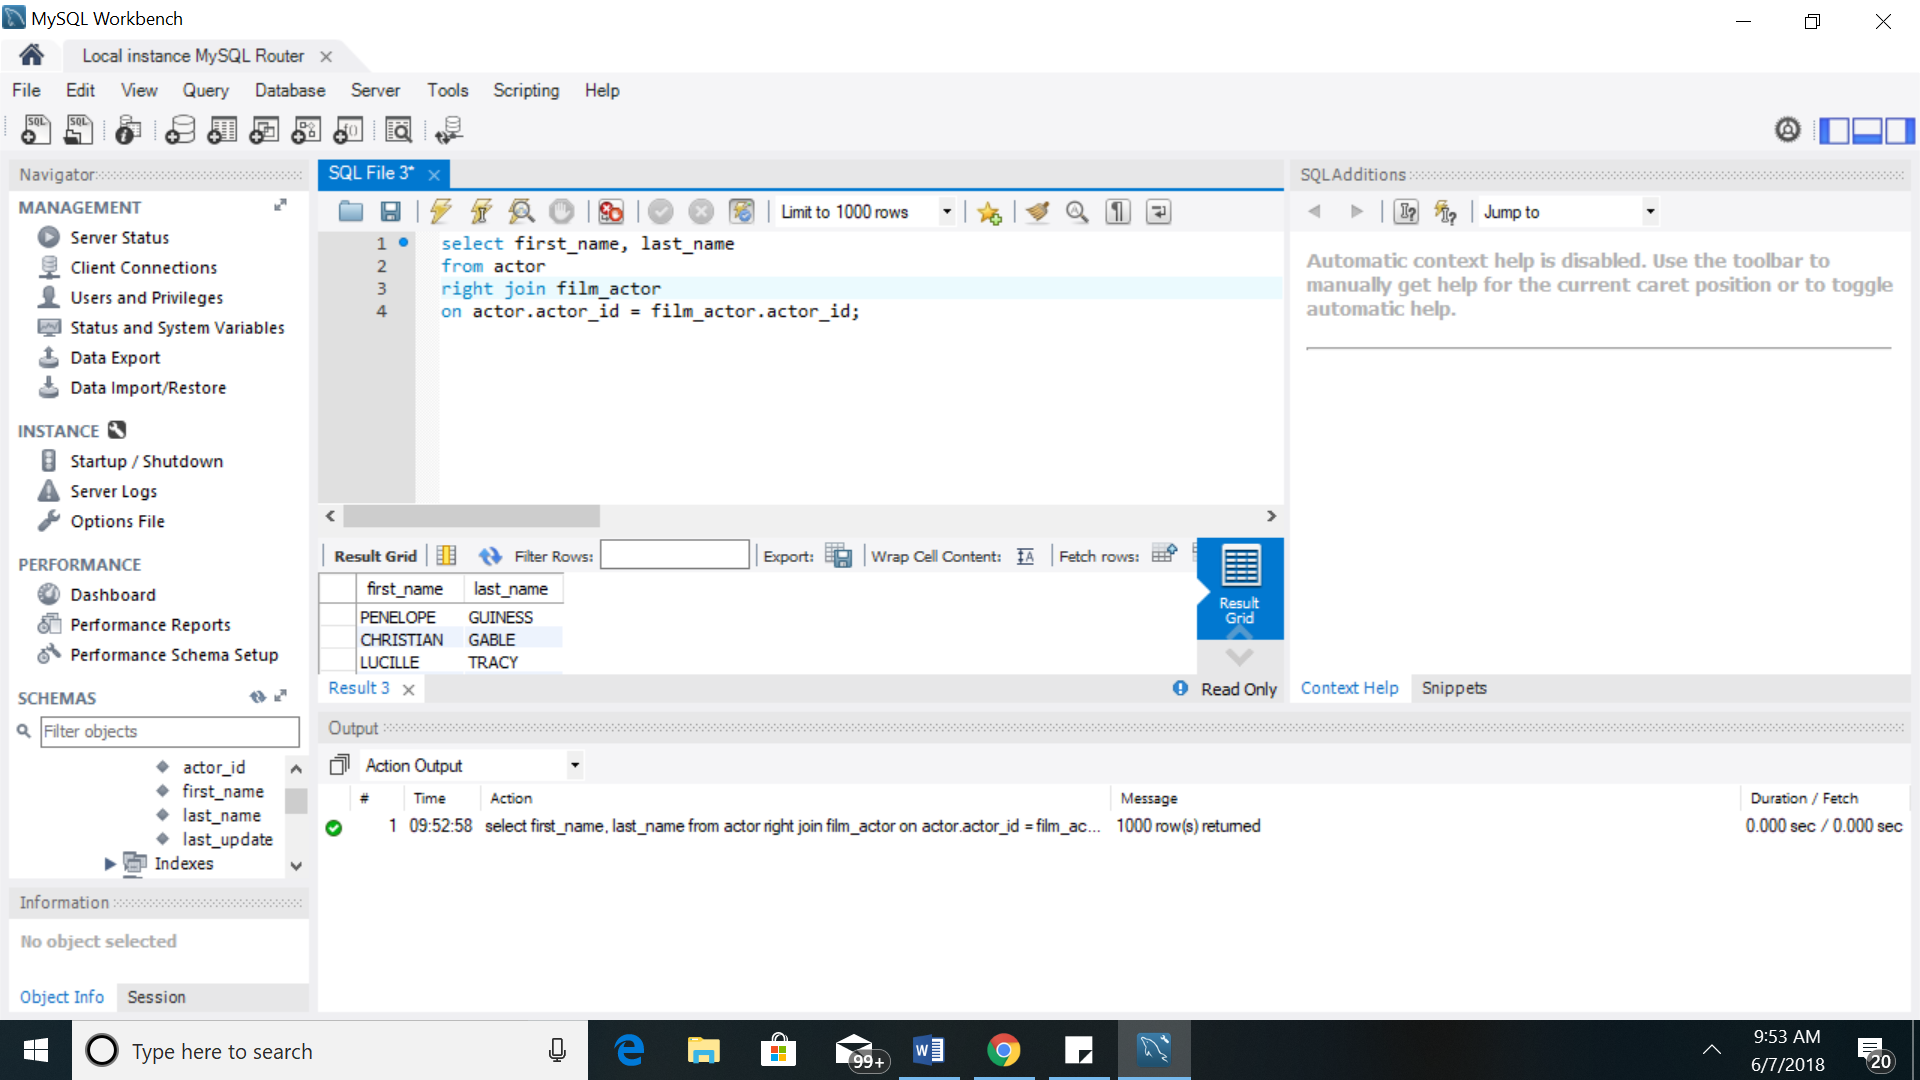 MySQL Workbench
Local instance MySQL Router
File Edit View Query Database Server Tools Scripting Help
Navigator
MANAGEMENT
Server Status
Client Connections
Users and Privileges
Status and System Variables
Data Export
Data Import/Restore
INSTANCE
Startup / Shutdown
Server Logs
Options File
PERFORMANCE
Dashboard
Performance Reports
Performance Schema Setup
SCHEMAS
Filter objects
actor_id
first_name
last_name
last_update
Indexes
Information
No object selected
Object Info Session
SQL File 3*
Limit to 1000 rows
1 select first_name, last_name
2 from actor
3 right join film_actor
4 on actor.actor_id = film_actor.actor_id;
Result Grid Filter Rows: Export: Wrap Cell Content: Fetch rows:
first_name last_name
PENELOPE GUINESS
CHRISTIAN GABLE
LUCILLE TRACY
Result Grid
Result 3
Read Only
SQLAdditions
Jump to
Automatic context help is disabled. Use the toolbar to
manually get help for the current caret position or to toggle
automatic help.
Context Help Snippets
Output
Action Output
# Time Action Message Duration / Fetch
1 09:52:58 select first_name, last_name from actor right join film_actor on actor.actor_id = film_ac... 1000 row(s) returned 0.000 sec / 0.000 sec
Type here to search
99+
9:53 AM
6/7/2018
20